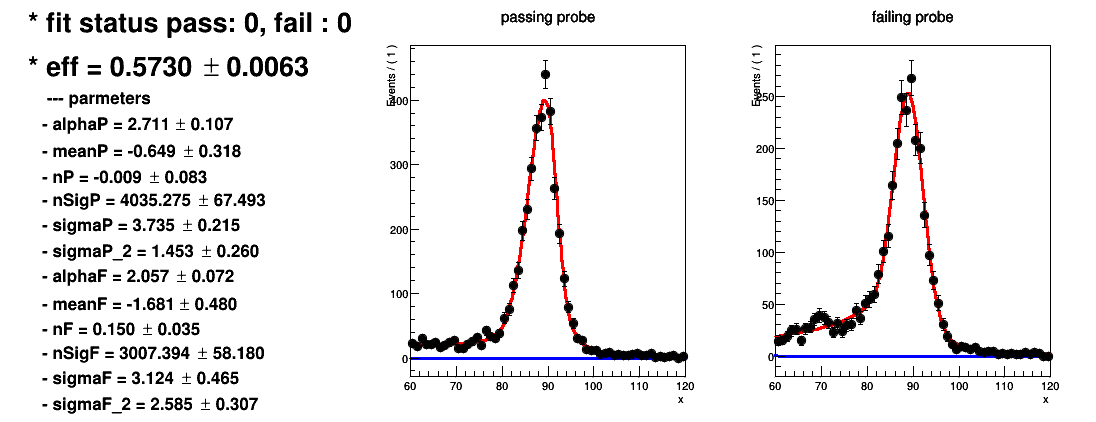 * fit status pass: 0, fail : 0
* eff = 0.5730 ± 0.0063
--- parmeters
- alphaP = 2.711 ± 0.107
- meanP = -0.649 ± 0.318
- nP = -0.009 ± 0.083
- nSigP = 4035.275 ± 67.493
- sigmaP = 3.735 ± 0.215
- sigmaP_2 = 1.453 ± 0.260
- alphaF = 2.057 ± 0.072
- meanF = -1.681 ± 0.480
- nF = 0.150 ± 0.035
- nSigF = 3007.394 ± 58.180
- sigmaF = 3.124 ± 0.465
- sigmaF_2 = 2.585 ± 0.307
passing probe
Events / ( 1 )
400
300
200
100
0
60 70 80 90 100 110 120
x
failing probe
Events / ( 1 )
250
200
150
100
50
0
60 70 80 90 100 110 120
x